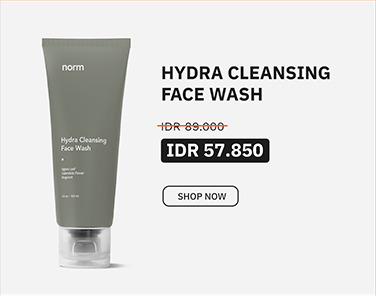 norm
Hydra Cleansing
Face Wash
HYDRA CLEANSING
FACE WASH
IDR 89.000
IDR 57.850
SHOP NOW